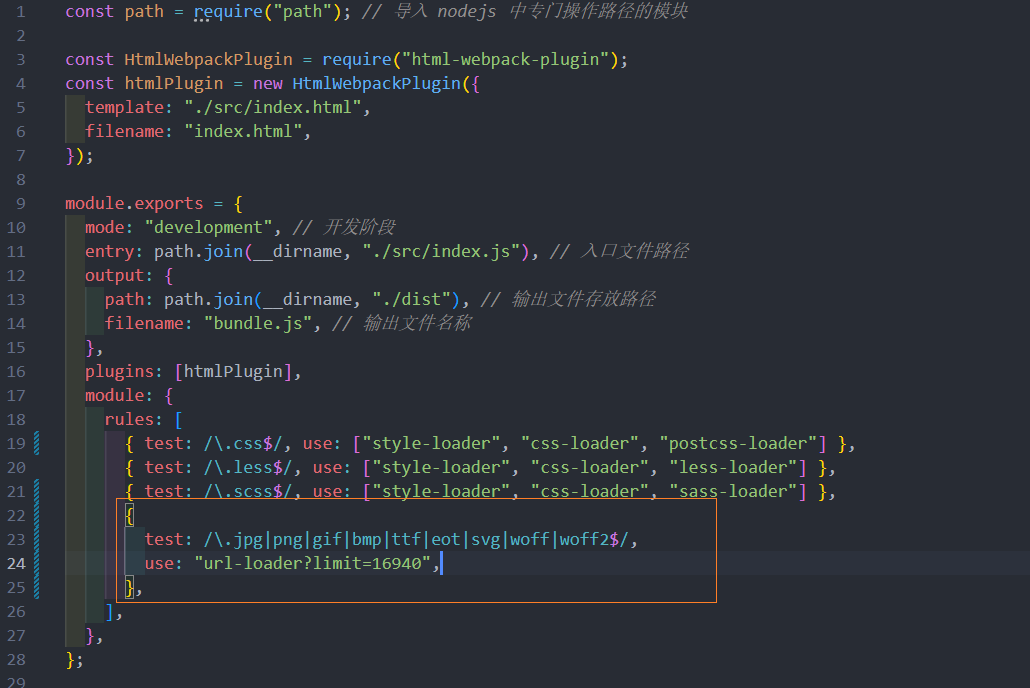 1 const path = require("path"); // 导入 nodejs 中专门操作路径的模块
2
3 const HtmlWebpackPlugin = require("html-webpack-plugin");
4 const htmlPlugin = new HtmlWebpackPlugin({
5   template: "./src/index.html",
6   filename: "index.html",
7 });
8
9 module.exports = {
10   mode: "development", // 开发阶段
11   entry: path.join(__dirname, "./src/index.js"), // 入口文件路径
12   output: {
13     path: path.join(__dirname, "./dist"), // 输出文件存放路径
14     filename: "bundle.js", // 输出文件名称
15   },
16   plugins: [htmlPlugin],
17   module: {
18     rules: [
19       { test: /\.css$/, use: ["style-loader", "css-loader", "postcss-loader"] },
20       { test: /\.less$/, use: ["style-loader", "css-loader", "less-loader"] },
21       { test: /\.scss$/, use: ["style-loader", "css-loader", "sass-loader"] },
22       {
23         test: /\.jpg|png|gif|bmp|ttf|eot|svg|woff|woff2$/,
24         use: "url-loader?limit=16940",
25       },
26     ],
27   },
28 };
29